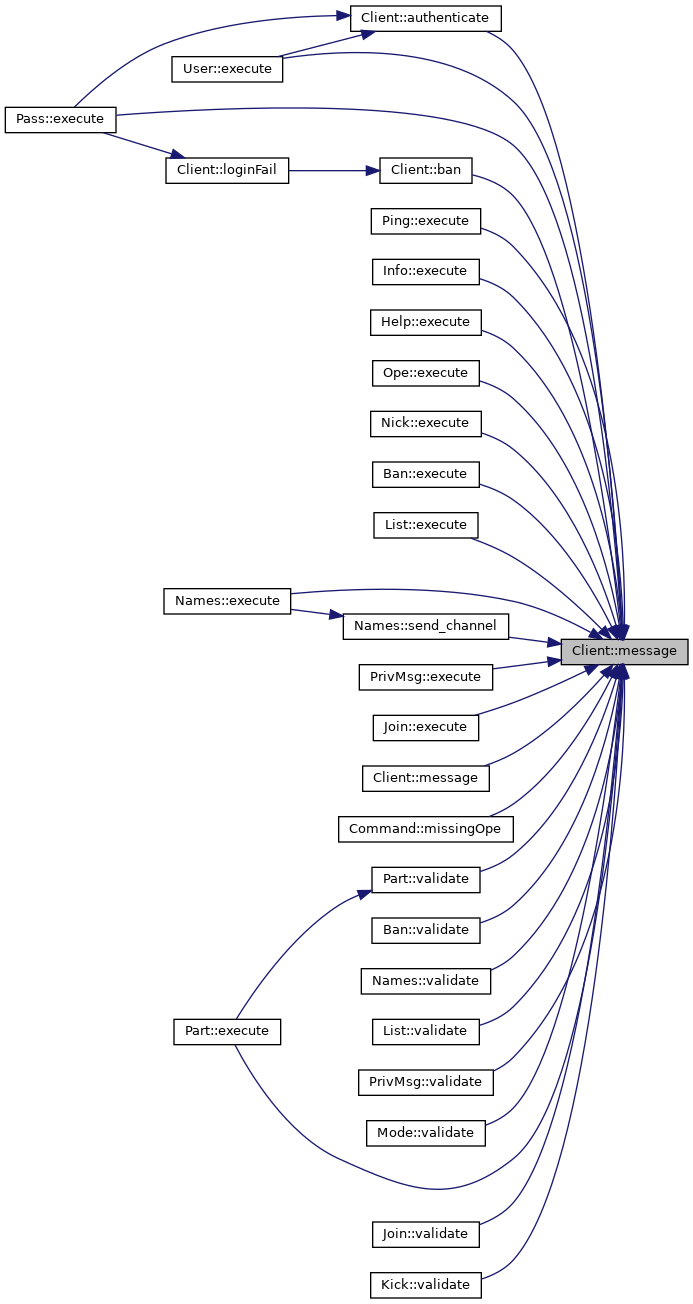 Client::authenticate
User::execute
Pass::execute
Client::loginFail
Client::ban
Ping::execute
Info::execute
Help::execute
Ope::execute
Nick::execute
Ban::execute
List::execute
Names::execute
Names::send_channel
Client::message
PrivMsg::execute
Join::execute
Client::message
Command::missingOpe
Part::validate
Ban::validate
Names::validate
Part::execute
List::validate
PrivMsg::validate
Mode::validate
Join::validate
Kick::validate